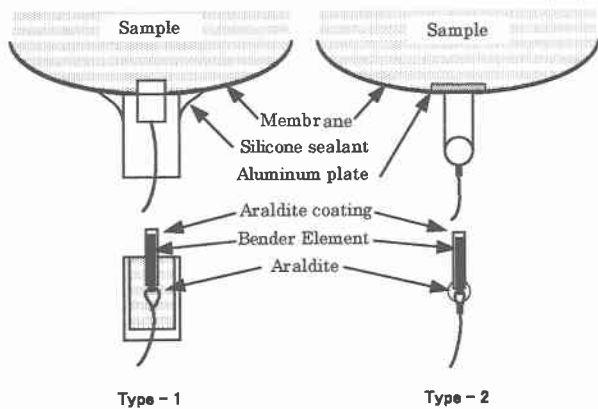 Sample
Sample
Membrane
Silicone sealant
Aluminum plate
Araldite coating
Bender Element
Araldite
Type - 1
Type - 2